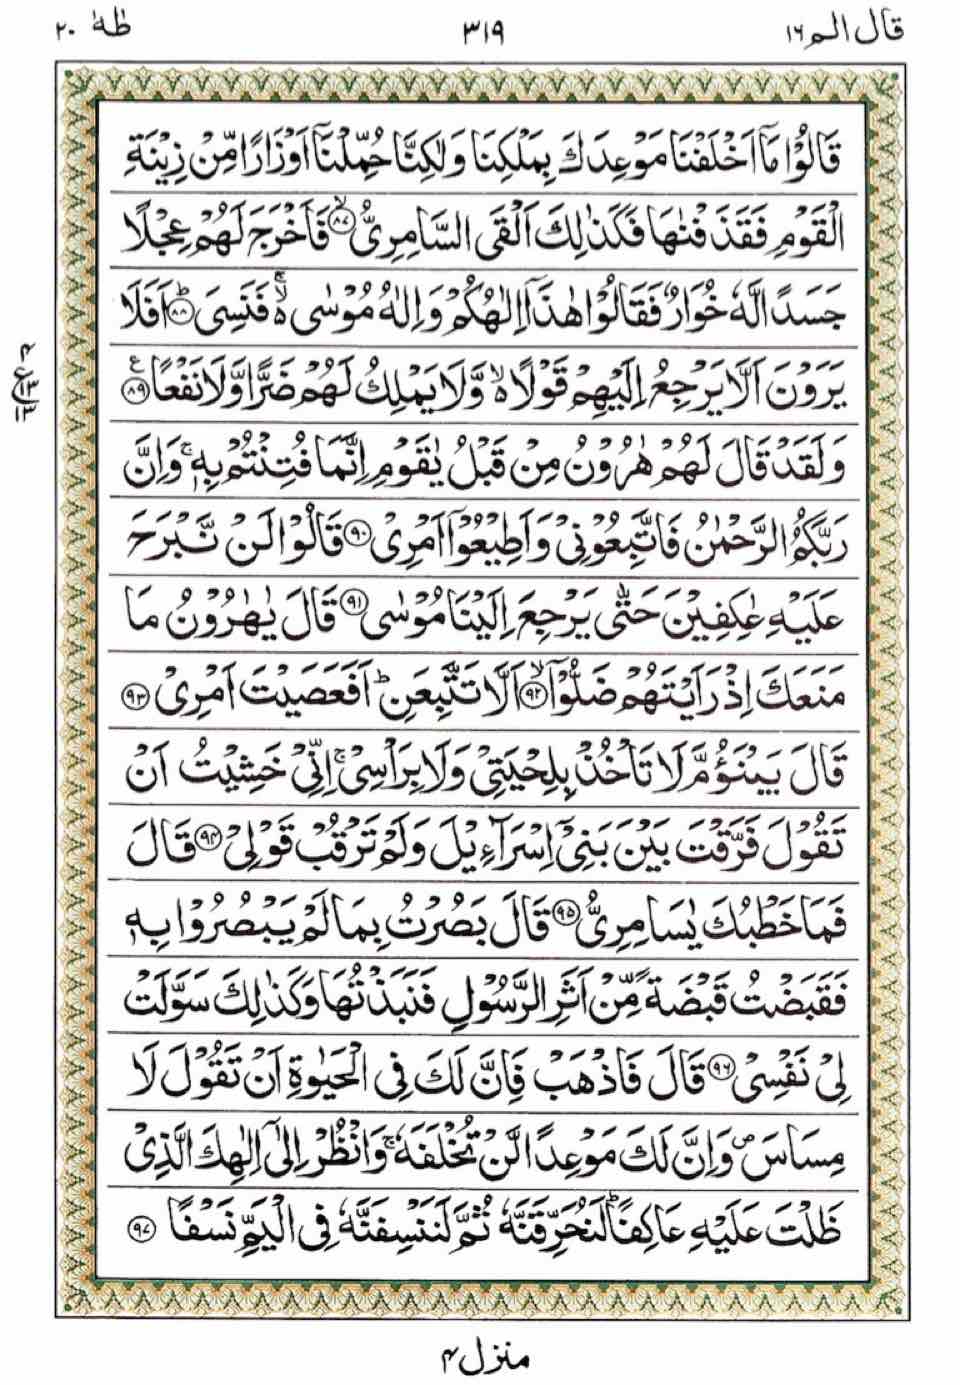 قال الم ١٦ ٣١٩ طٰهٰ ٢٠
قَالُوْا مَاۤ اَخْلَفْنَا مَوْعِدَكَ بِمَلْكِنَا وَلٰكِنَّا حُمِّلْنَاۤ اَوْزَارًا مِّنْ زِيْنَةِ
الْقَوْمِ فَقَذَفْنٰهَا فَكَذٰلِكَ اَلْقَى السَّامِرِىُّ ۙ‏﴿٨٧﴾ فَاَخْرَجَ لَهُمْ عِجْلًا
جَسَدًا لَّهٗ خُوَارٌ فَقَالُوْا هٰذَاۤ اِلٰهُكُمْ وَاِلٰهُ مُوْسٰى ۬ۚ فَنَسِىَ ؕ‏﴿٨٨﴾ اَفَلَا
يَرَوْنَ اَلَّا يَرْجِعُ اِلَيْهِمْ قَوْلًا ۬ۙ وَّلَا يَمْلِكُ لَهُمْ ضَرًّا وَّلَا نَفْعًا ﴿٨٩﴾ ع
وَلَقَدْ قَالَ لَهُمْ هٰرُوْنُ مِنْ قَبْلُ يٰقَوْمِ اِنَّمَا فُتِنْتُمْ بِهٖ ۚ وَاِنَّ
رَبَّكُمُ الرَّحْمٰنُ فَاتَّبِعُوْنِىْ وَاَطِيْعُوْۤا اَمْرِىْ ﴿٩٠﴾ قَالُوْا لَنْ نَّبْرَحَ
عَلَيْهِ عٰكِفِيْنَ حَتّٰى يَرْجِعَ اِلَيْنَا مُوْسٰى ﴿٩١﴾ قَالَ يٰهٰرُوْنُ مَا
مَنَعَكَ اِذْ رَاَيْتَهُمْ ضَلُّوْۤا ۙ‏﴿٩٢﴾ اَلَّا تَتَّبِعَنِ ؕ اَفَعَصَيْتَ اَمْرِىْ ﴿٩٣﴾
قَالَ يَبْنَؤُمَّ لَا تَاْخُذْ بِلِحْيَتِىْ وَلَا بِرَاْسِىْ ۚ اِنِّىْ خَشِيْتُ اَنْ
تَقُوْلَ فَرَّقْتَ بَيْنَ بَنِىْۤ اِسْرَآءِيْلَ وَلَمْ تَرْقُبْ قَوْلِىْ ﴿٩٤﴾ قَالَ
فَمَا خَطْبُكَ يٰسَامِرِىُّ ﴿٩٥﴾ قَالَ بَصُرْتُ بِمَا لَمْ يَبْصُرُوْا بِهٖ
فَقَبَضْتُ قَبْضَةً مِّنْ اَثَرِ الرَّسُوْلِ فَنَبَذْتُهَا وَكَذٰلِكَ سَوَّلَتْ
لِىْ نَفْسِىْ ﴿٩٦﴾ قَالَ فَاذْهَبْ فَاِنَّ لَكَ فِى الْحَيٰوةِ اَنْ تَقُوْلَ لَا
مِسَاسَ ۪ وَاِنَّ لَكَ مَوْعِدًا لَّنْ تُخْلَفَهٗ ۚ وَانْظُرْ اِلٰٓى اِلٰهِكَ الَّذِىْ
ظَلْتَ عَلَيْهِ عَاكِفًا ؕ لَنُحَرِّقَنَّهٗ ثُمَّ لَنَنْسِفَنَّهٗ فِى الْيَمِّ نَسْفًا ﴿٩٧﴾
٤ ع ١٣ ١٣
منزل ٤